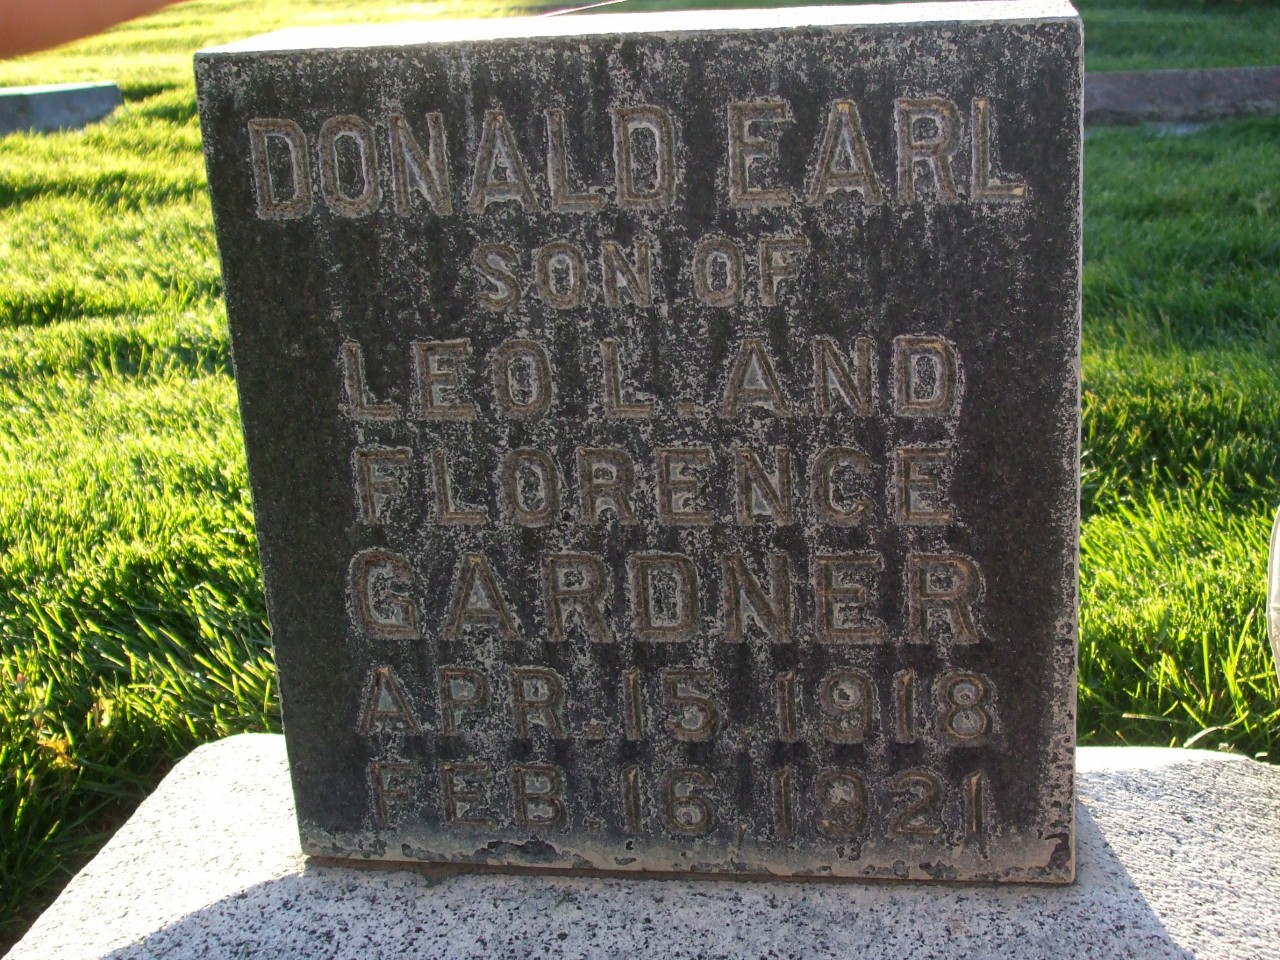 DONALD EARL
SON OF
LEO L. AND
FLORENCE
GARDNER
APR. 15, 1918
FEB. 16, 1921